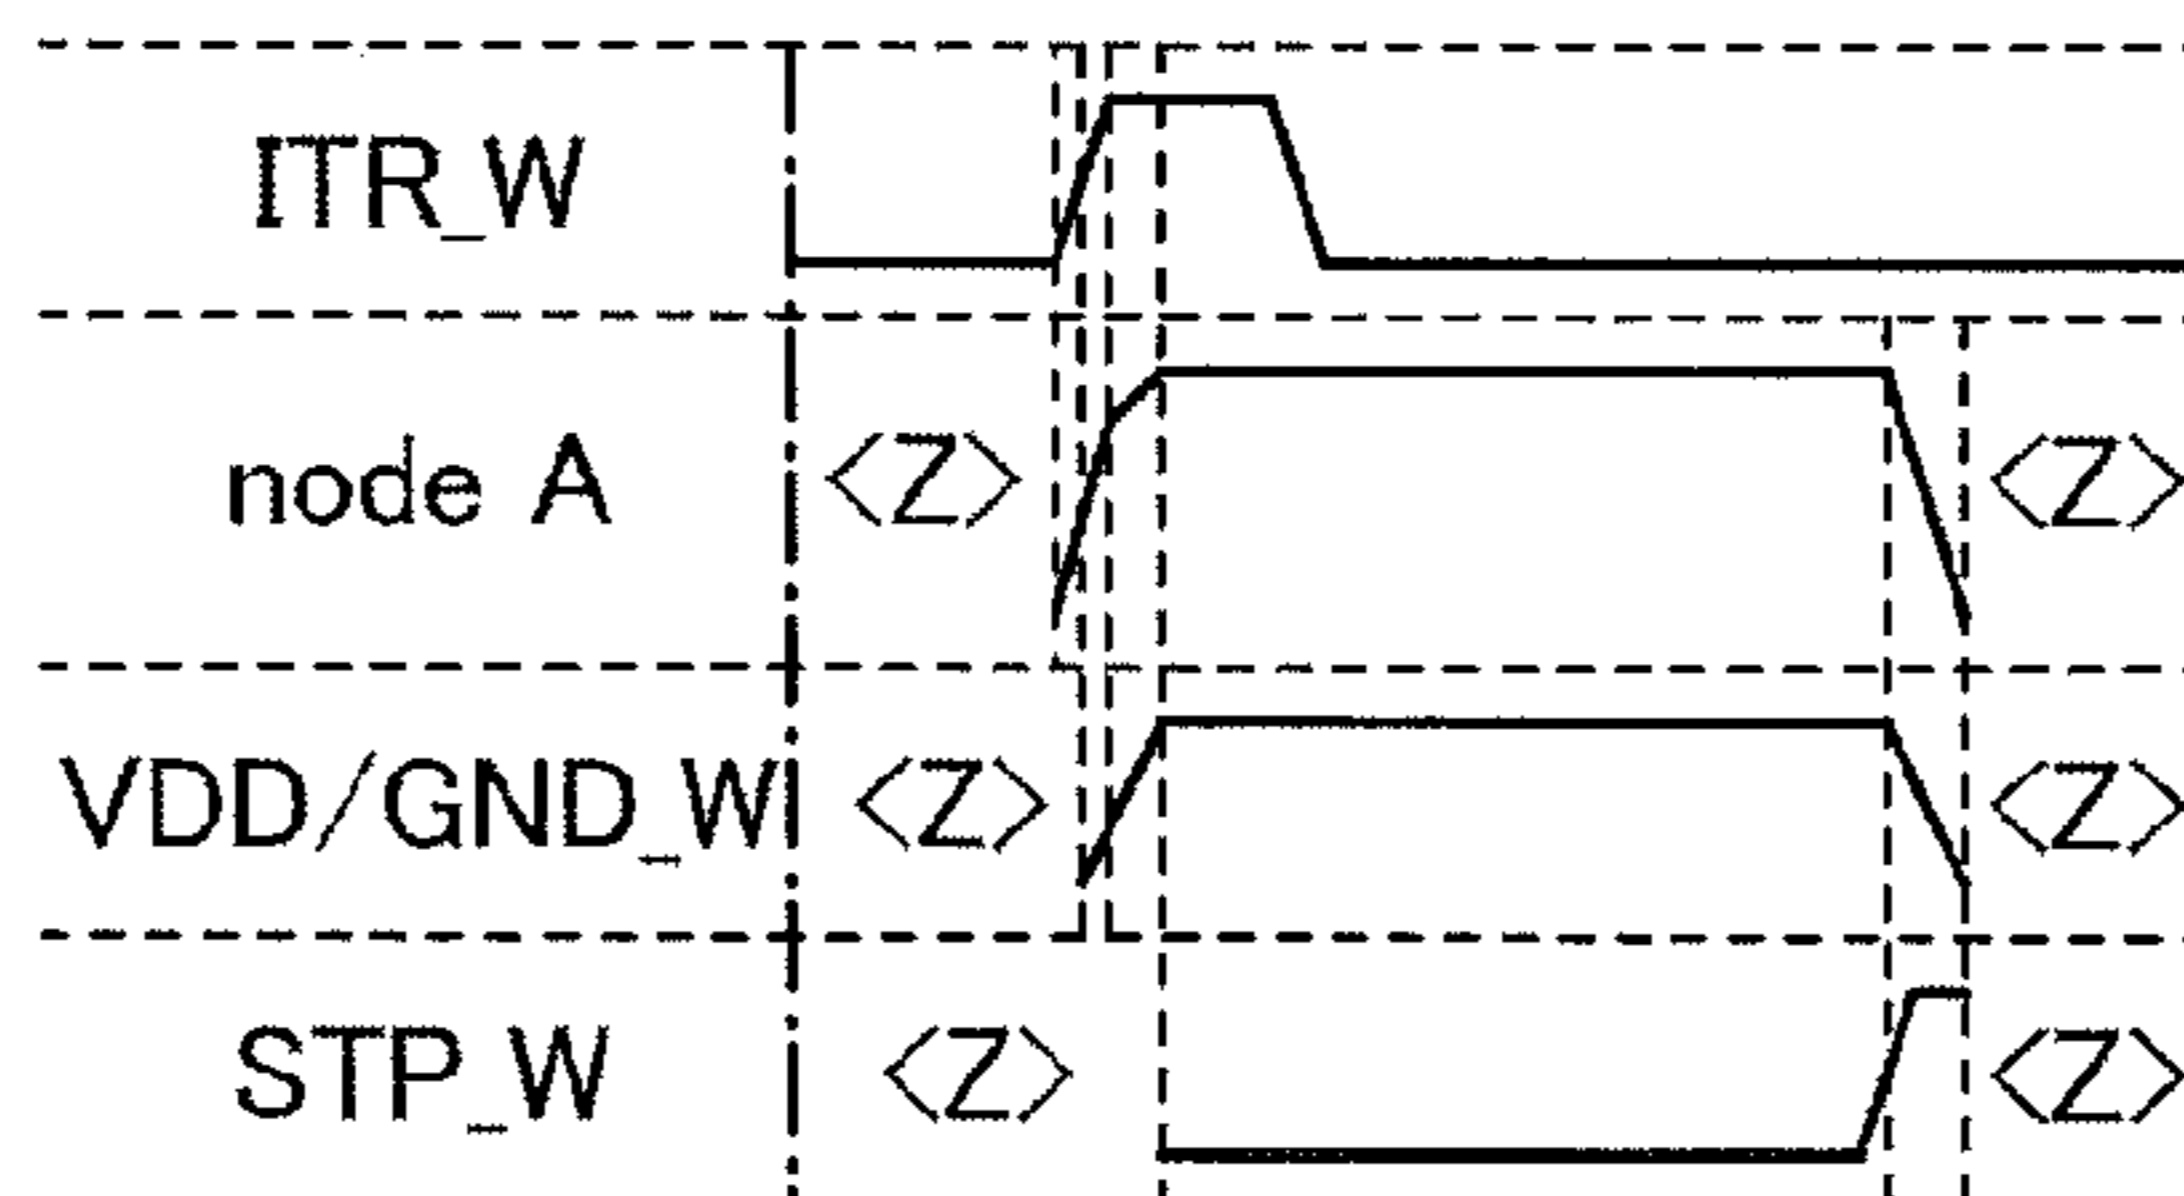 ITR_W
node A <Z> <Z>
VDD/GND_W <Z> <Z>
STP_W <Z> <Z>